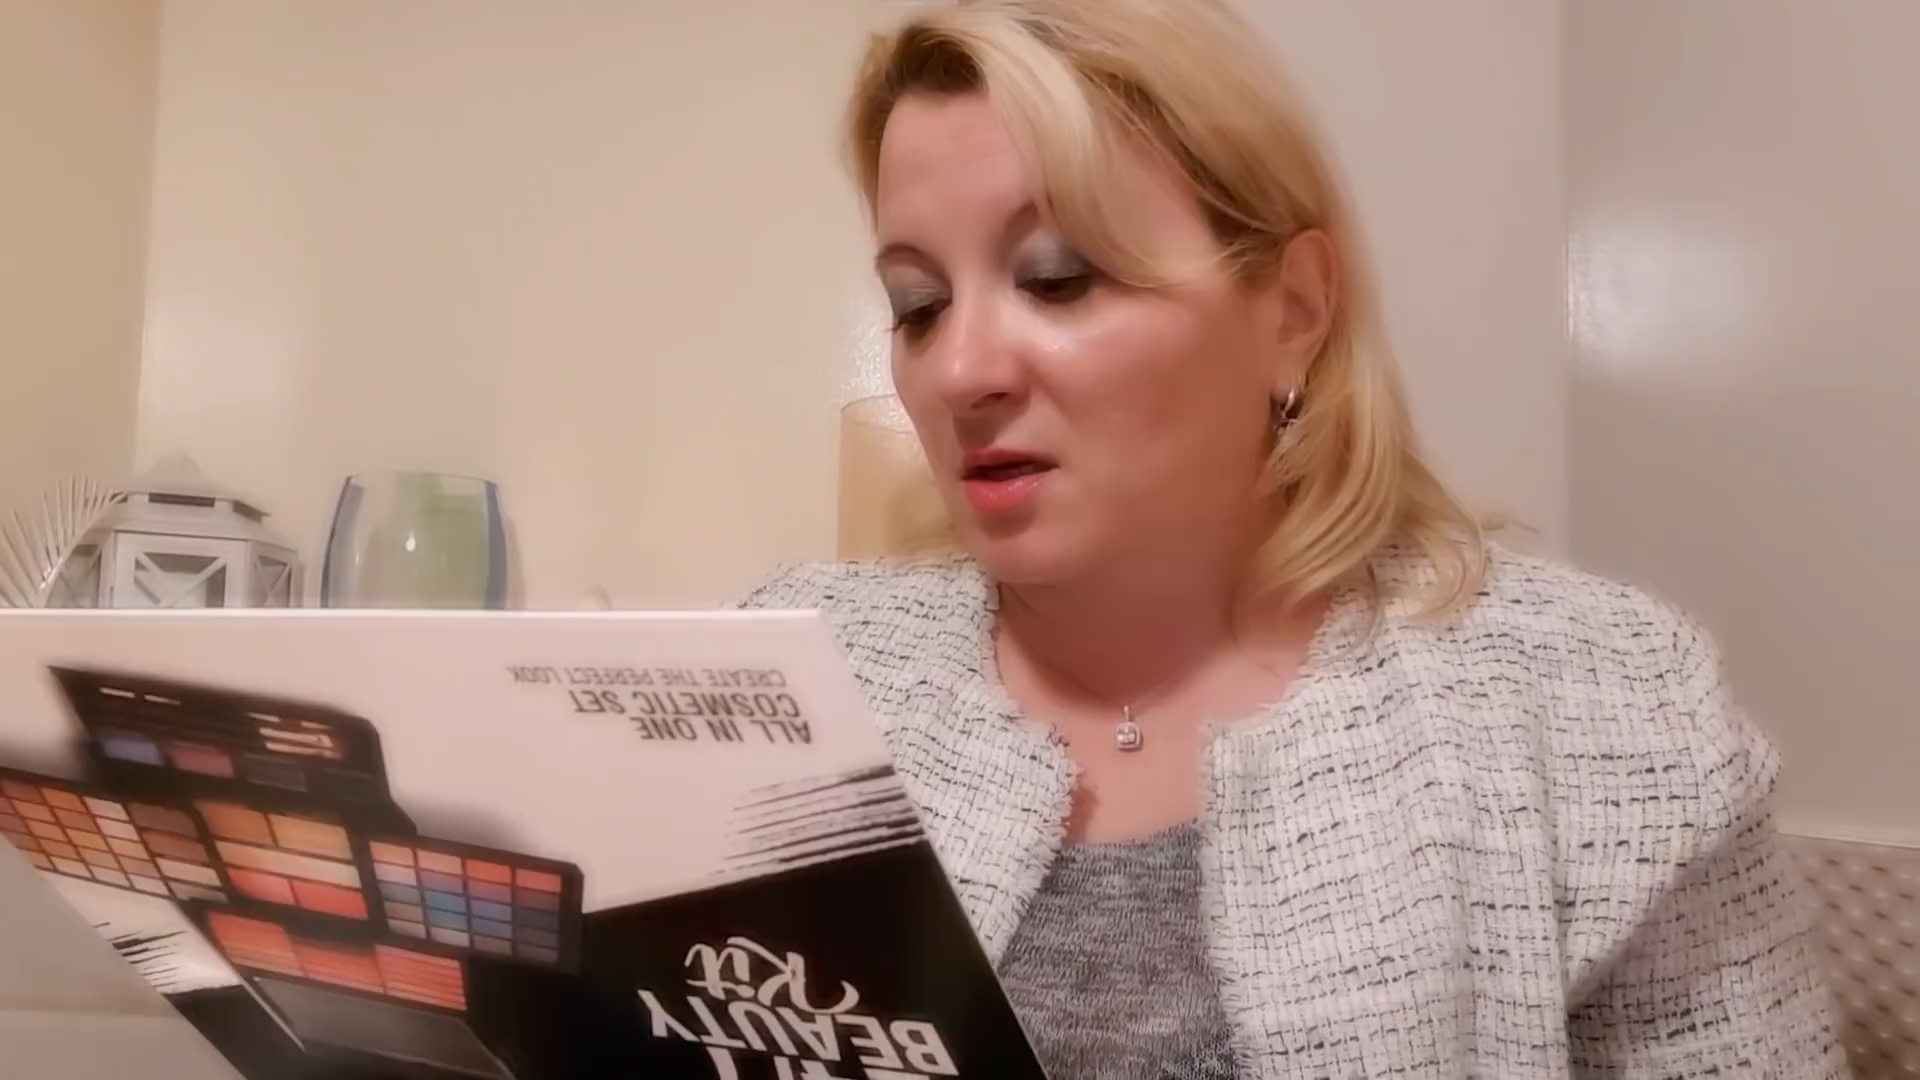 BEAUTY
Kit
ALL IN ONE
COSMETIC SET
CREATE THE PERFECT LOOK